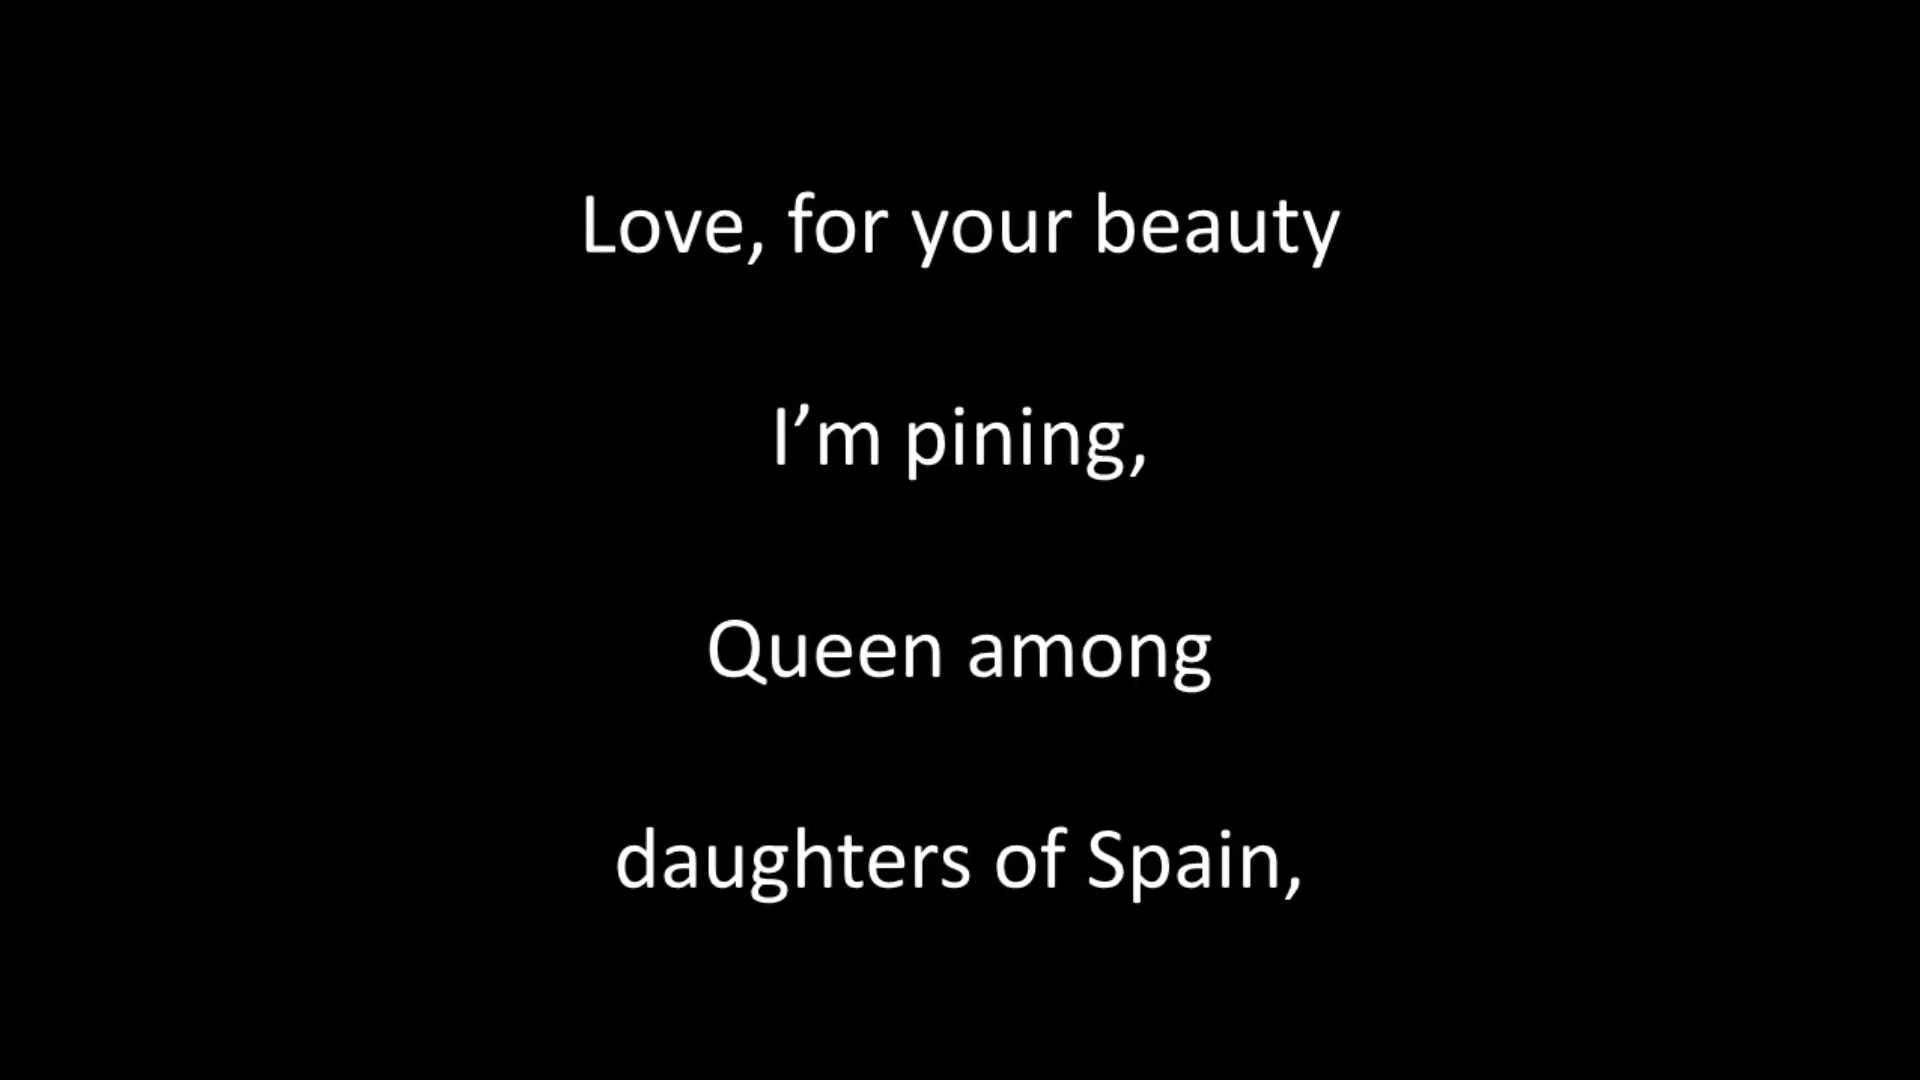 Love, for your beauty
I’m pining,
Queen among
daughters of Spain,